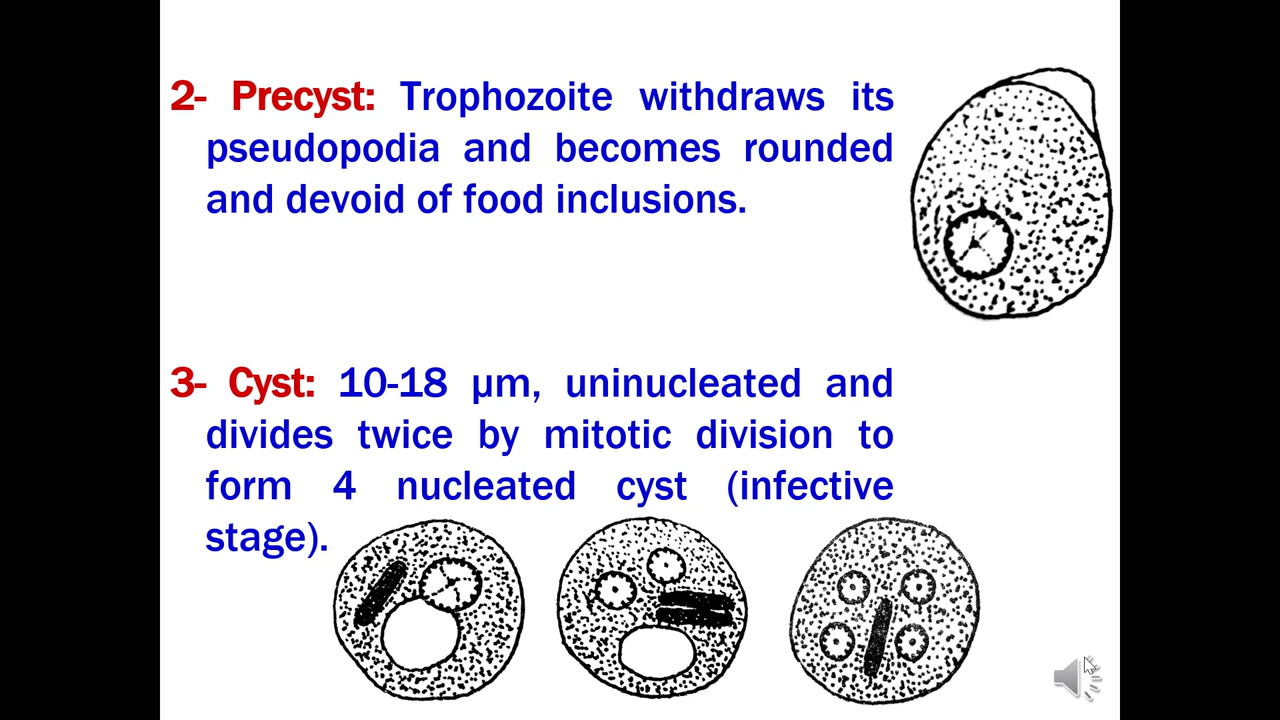 2- Precyst: Trophozoite withdraws its
pseudopodia and becomes rounded
and devoid of food inclusions.
3- Cyst: 10-18 µm, uninucleated and
divides twice by mitotic division to
form 4 nucleated cyst (infective
stage).